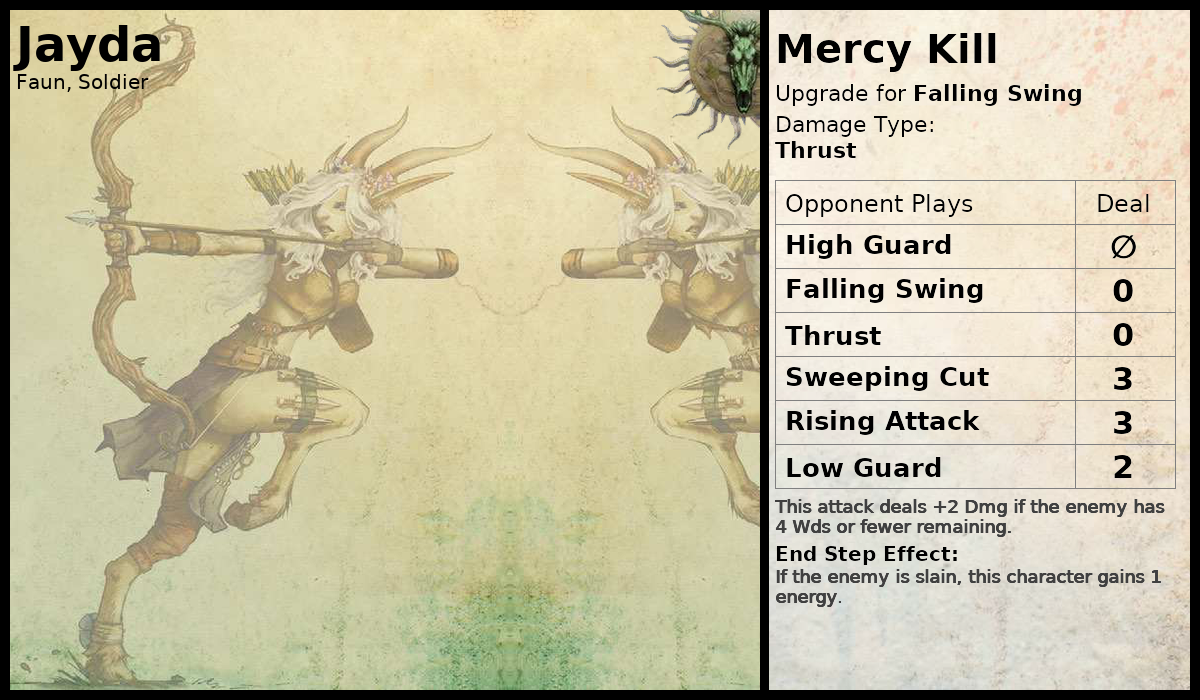 Jayda
Faun, Soldier
Mercy Kill
Upgrade for Falling Swing
Damage Type:
Thrust
Opponent Plays Deal
High Guard ∅
Falling Swing 0
Thrust 0
Sweeping Cut 3
Rising Attack 3
Low Guard 2
This attack deals +2 Dmg if the enemy has
4 Wds or fewer remaining.
End Step Effect:
If the enemy is slain, this character gains 1
energy.